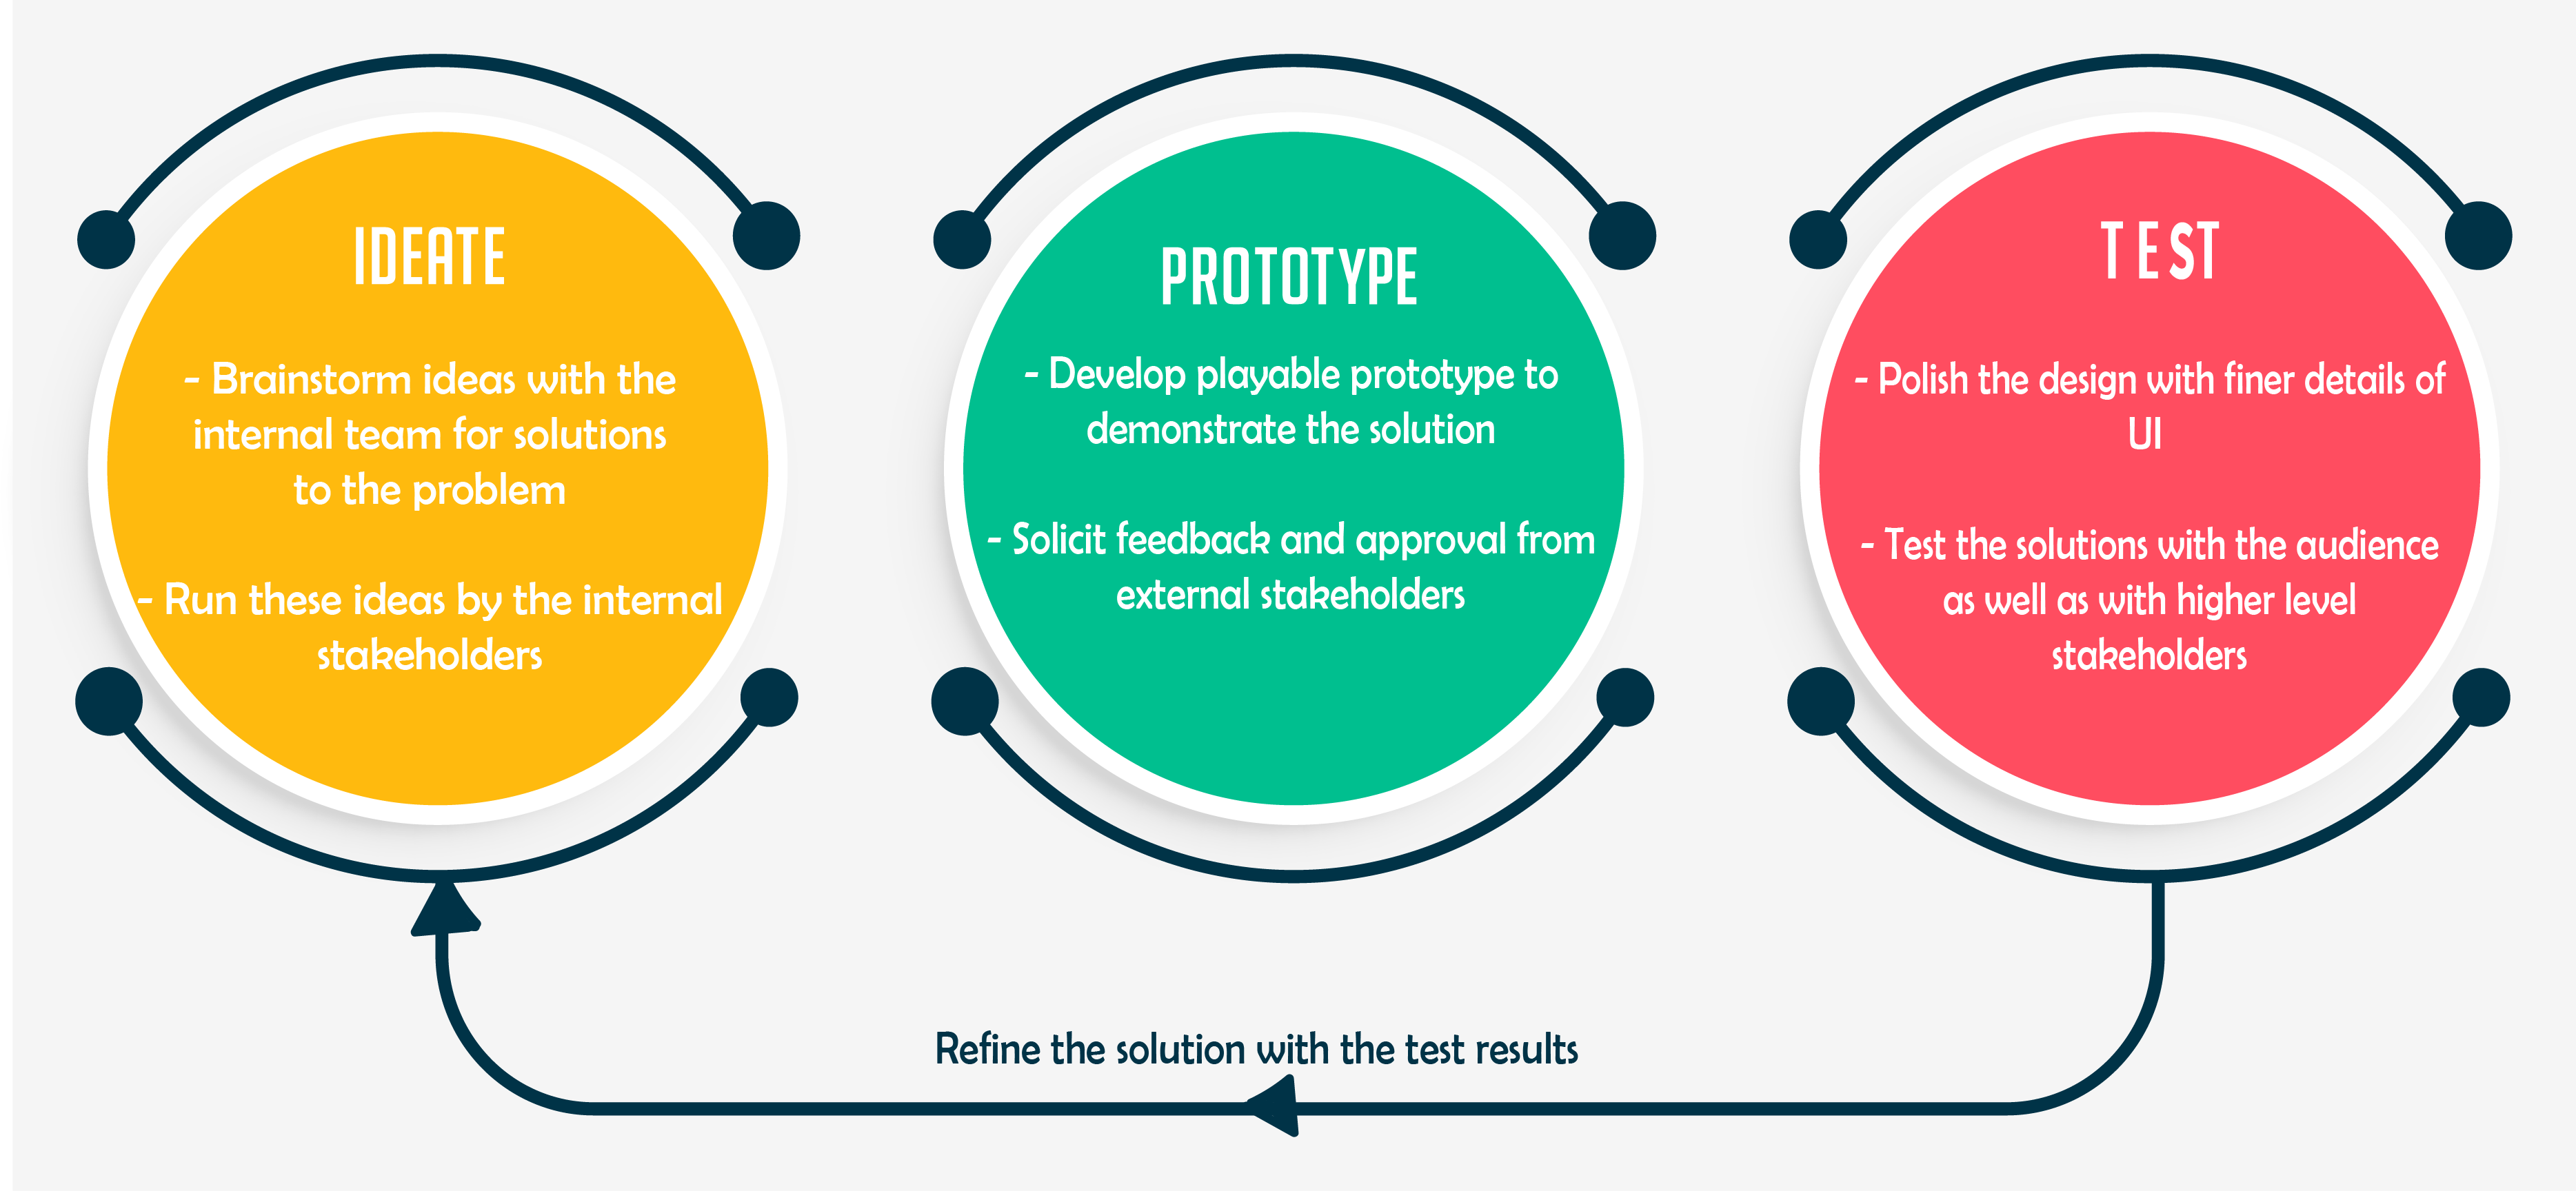 IDEATE
- Brainstorm ideas with the
internal team for solutions
to the problem
- Run these ideas by the internal
stakeholders
PROTOTYPE
- Develop playable prototype to
demonstrate the solution
- Solicit feedback and approval from
external stakeholders
TEST
- Polish the design with finer details of
UI
- Test the solutions with the audience
as well as with higher level
stakeholders
Refine the solution with the test results